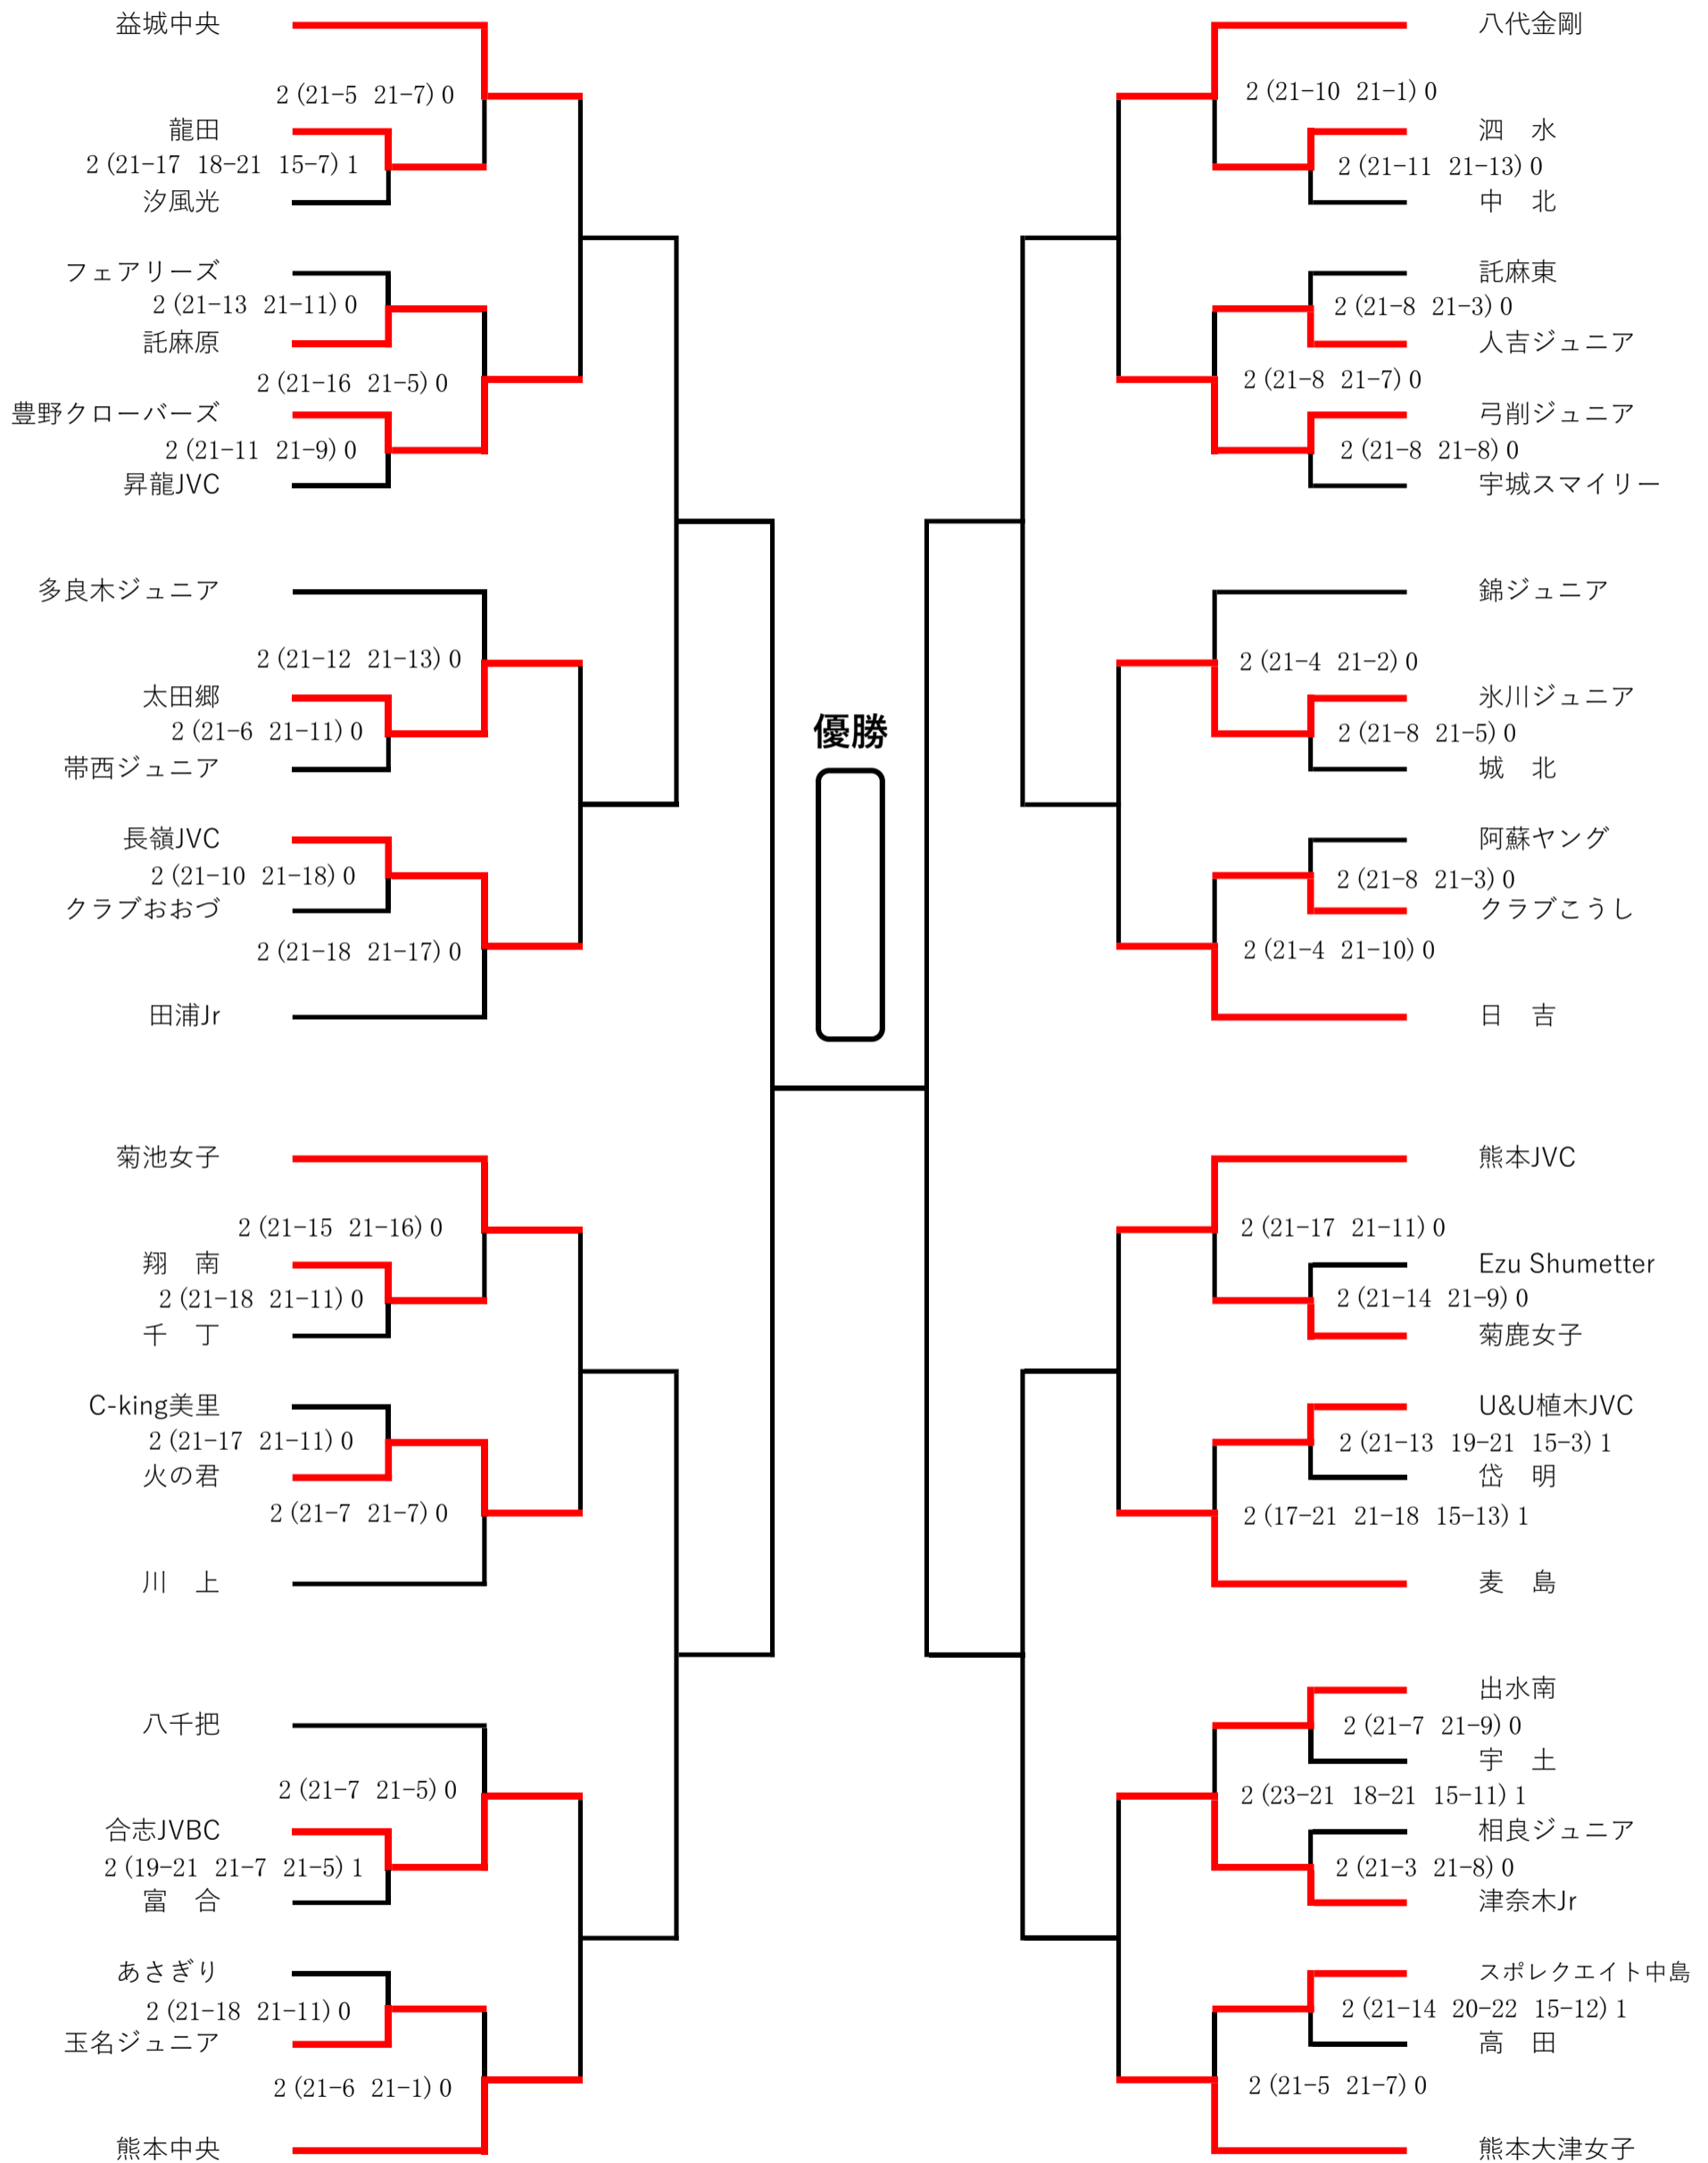 益城中央
2 (21-5 21-7) 0
龍田
2 (21-17 18-21 15-7) 1
汐風光
フェアリーズ
2 (21-13 21-11) 0
託麻原
2 (21-16 21-5) 0
豊野クローバーズ
2 (21-11 21-9) 0
昇龍JVC
多良木ジュニア
2 (21-12 21-13) 0
太田郷
2 (21-6 21-11) 0
帯西ジュニア
長嶺JVC
2 (21-10 21-18) 0
クラブおおづ
2 (21-18 21-17) 0
田浦Jr
菊池女子
2 (21-15 21-16) 0
翔　南
2 (21-18 21-11) 0
千　丁
C-king美里
2 (21-17 21-11) 0
火の君
2 (21-7 21-7) 0
川　上
八千把
2 (21-7 21-5) 0
合志JVBC
2 (19-21 21-7 21-5) 1
富　合
あさぎり
2 (21-18 21-11) 0
玉名ジュニア
2 (21-6 21-1) 0
熊本中央
優勝
八代金剛
2 (21-10 21-1) 0
泗　水
2 (21-11 21-13) 0
中　北
託麻東
2 (21-8 21-3) 0
人吉ジュニア
2 (21-8 21-7) 0
弓削ジュニア
2 (21-8 21-8) 0
宇城スマイリー
錦ジュニア
2 (21-4 21-2) 0
氷川ジュニア
2 (21-8 21-5) 0
城　北
阿蘇ヤング
2 (21-8 21-3) 0
クラブこうし
2 (21-4 21-10) 0
日　吉
熊本JVC
2 (21-17 21-11) 0
Ezu Shumetter
2 (21-14 21-9) 0
菊鹿女子
U&U植木JVC
2 (21-13 19-21 15-3) 1
岱　明
2 (17-21 21-18 15-13) 1
麦　島
出水南
2 (21-7 21-9) 0
宇　土
2 (23-21 18-21 15-11) 1
相良ジュニア
2 (21-3 21-8) 0
津奈木Jr
スポレクエイト中島
2 (21-14 20-22 15-12) 1
高　田
2 (21-5 21-7) 0
熊本大津女子